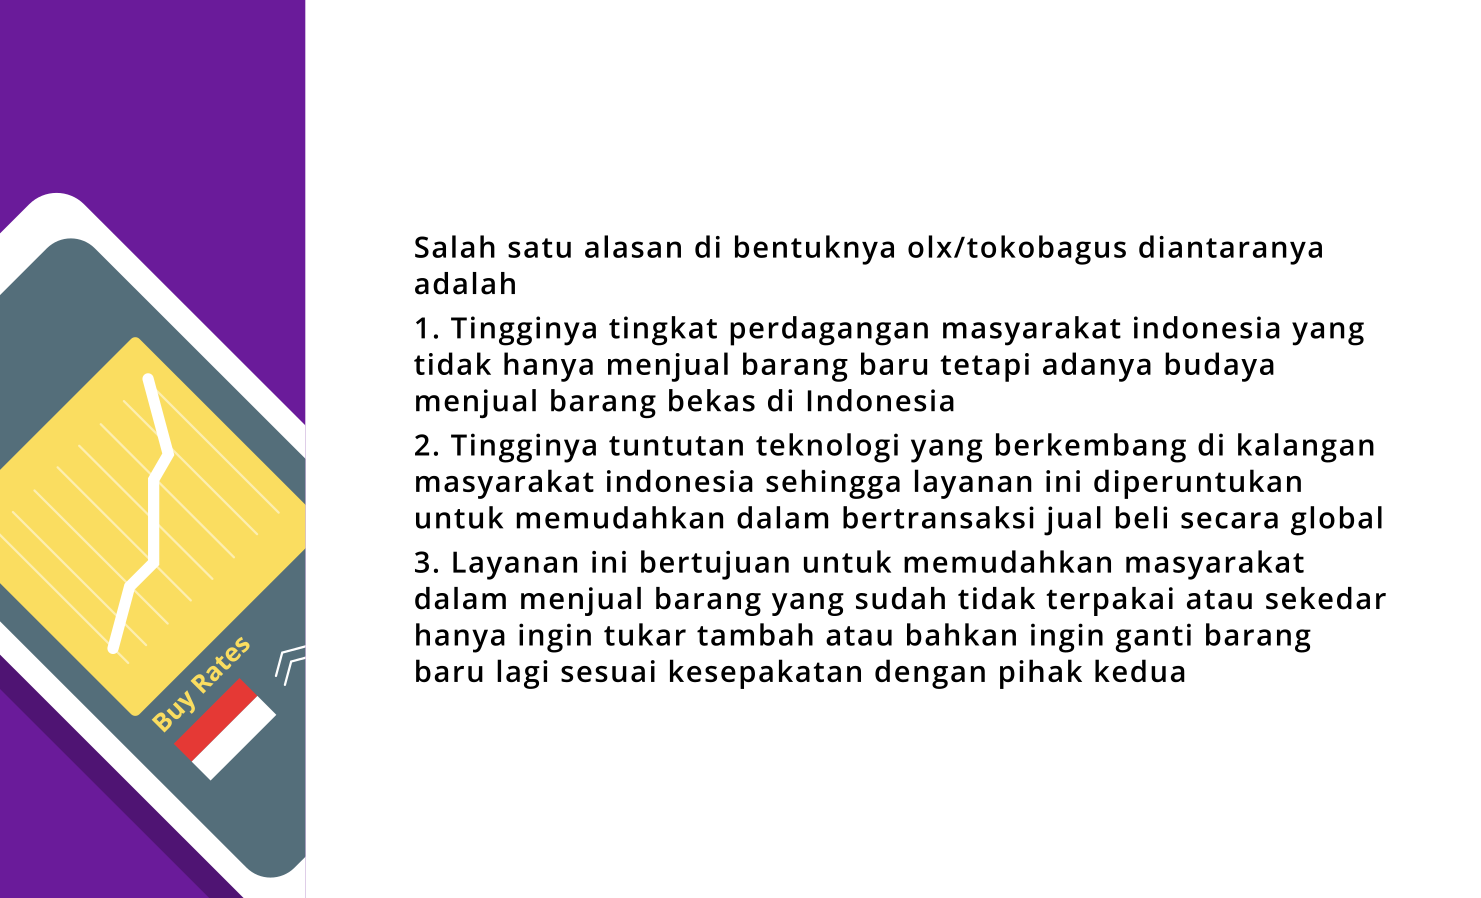 Salah satu alasan di bentuknya olx/tokobagus diantaranya
adalah
1. Tingginya tingkat perdagangan masyarakat indonesia yang
tidak hanya menjual barang baru tetapi adanya budaya
menjual barang bekas di Indonesia
2. Tingginya tuntutan teknologi yang berkembang di kalangan
masyarakat indonesia sehingga layanan ini diperuntukan
untuk memudahkan dalam bertransaksi jual beli secara global
3. Layanan ini bertujuan untuk memudahkan masyarakat
dalam menjual barang yang sudah tidak terpakai atau sekedar
hanya ingin tukar tambah atau bahkan ingin ganti barang
baru lagi sesuai kesepakatan dengan pihak kedua
Buy Rates